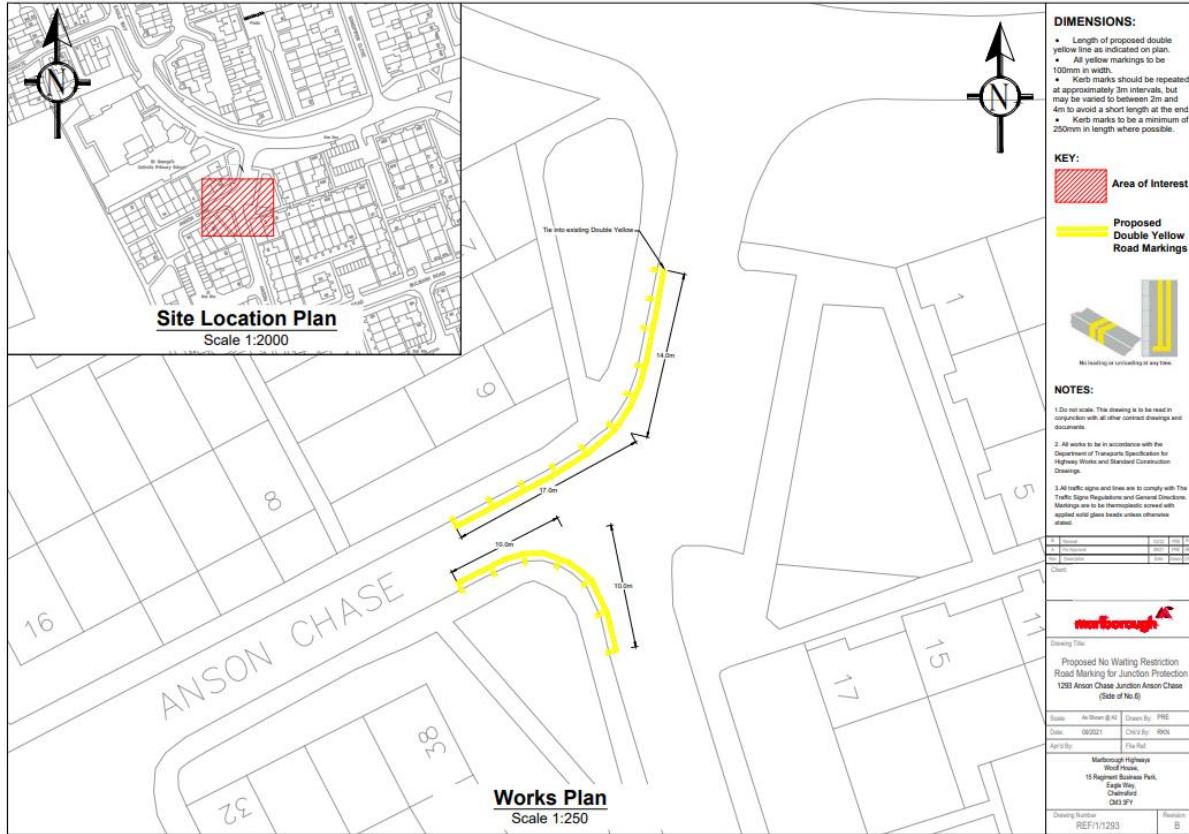 N
Site Location Plan
Scale 1:2000
N
Tie into existing Double Yellow
14.0m
17.0m
10.0m
10.0m
1
5
11
15
17
9
8
16
38
32
ANSON CHASE
Works Plan
Scale 1:250
DIMENSIONS:
• Length of proposed double
yellow line as indicated on plan.
• All yellow markings to be
100mm in width.
• Kerb marks should be repeated
at approximately 3m intervals, but
may be varied to between 2m and
4m to avoid a short length at the end.
• Kerb marks to be a minimum of
250mm in length where possible.
KEY:
Area of Interest
Proposed
Double Yellow
Road Markings
No loading or unloading at any time.
NOTES:
1.Do not scale. This drawing is to be read in
conjunction with all other contract drawings and
documents.
2. All works to be in accordance with the
Department of Transports Specification for
Highway Works and Standard Construction
Drawings.
3.All traffic signs and lines are to comply with The
Traffic Signs Regulations and General Directions.
Markings are to be thermoplastic screed with
applied solid glass beads unless otherwise
stated.
Client:
marlborough
Drawing Title:
Proposed No Waiting Restriction
Road Marking for Junction Protection
1293 Anson Chase Junction Anson Chase
(Side of No.6)
Scale: As Shown @ A3 Drawn By: PRE
Date: 09/2021 Chk'd By: RKN
Apr'd By: File Ref:
Marlborough Highways
Woolf House,
15 Regiment Business Park,
Eagle Way,
Chelmsford
CM3 3FY
Drawing Number Revision:
REF/1/1293 B